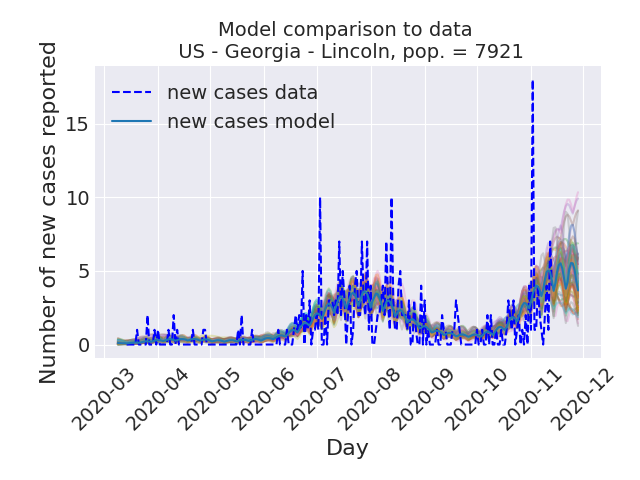 Model comparison to data
US - Georgia - Lincoln, pop. = 7921
new cases data
new cases model
Number of new cases reported
15
10
5
0
2020-03
2020-04
2020-05
2020-06
2020-07
2020-08
2020-09
2020-10
2020-11
2020-12
Day